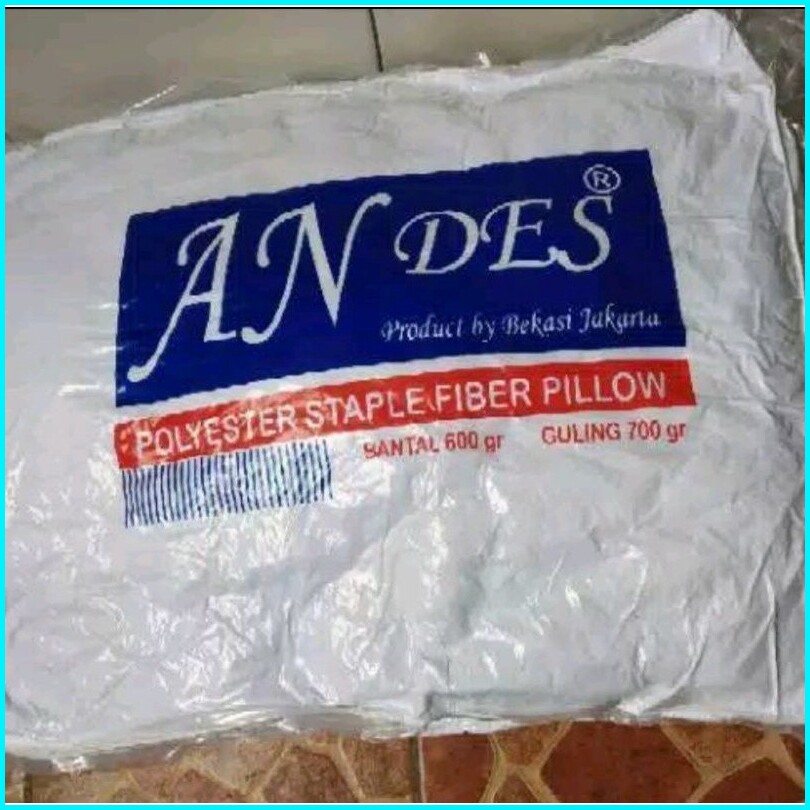 ANDES ®
Product by Bekasi Jakarta
POLYESTER STAPLE FIBER PILLOW
BANTAL 600 gr GULING 700 gr